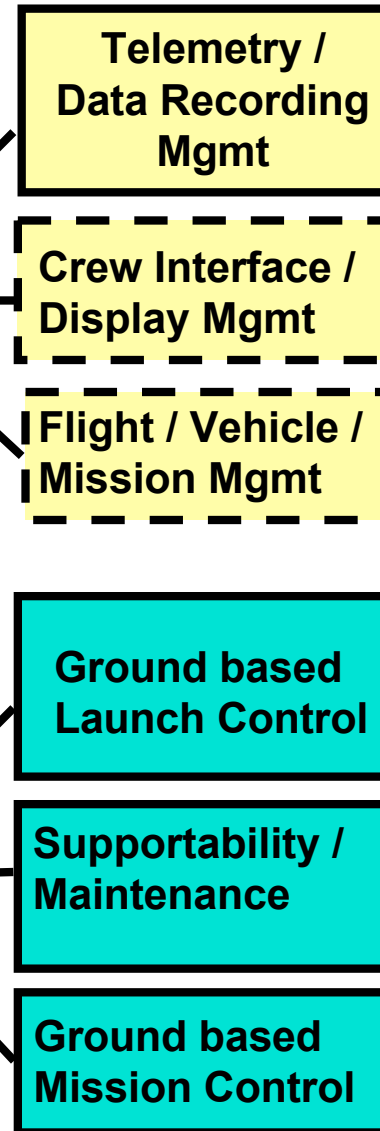 Telemetry /
Data Recording
Mgmt
Crew Interface /
Display Mgmt
Flight / Vehicle /
Mission Mgmt
Ground based
Launch Control
Supportability /
Maintenance
Ground based
Mission Control